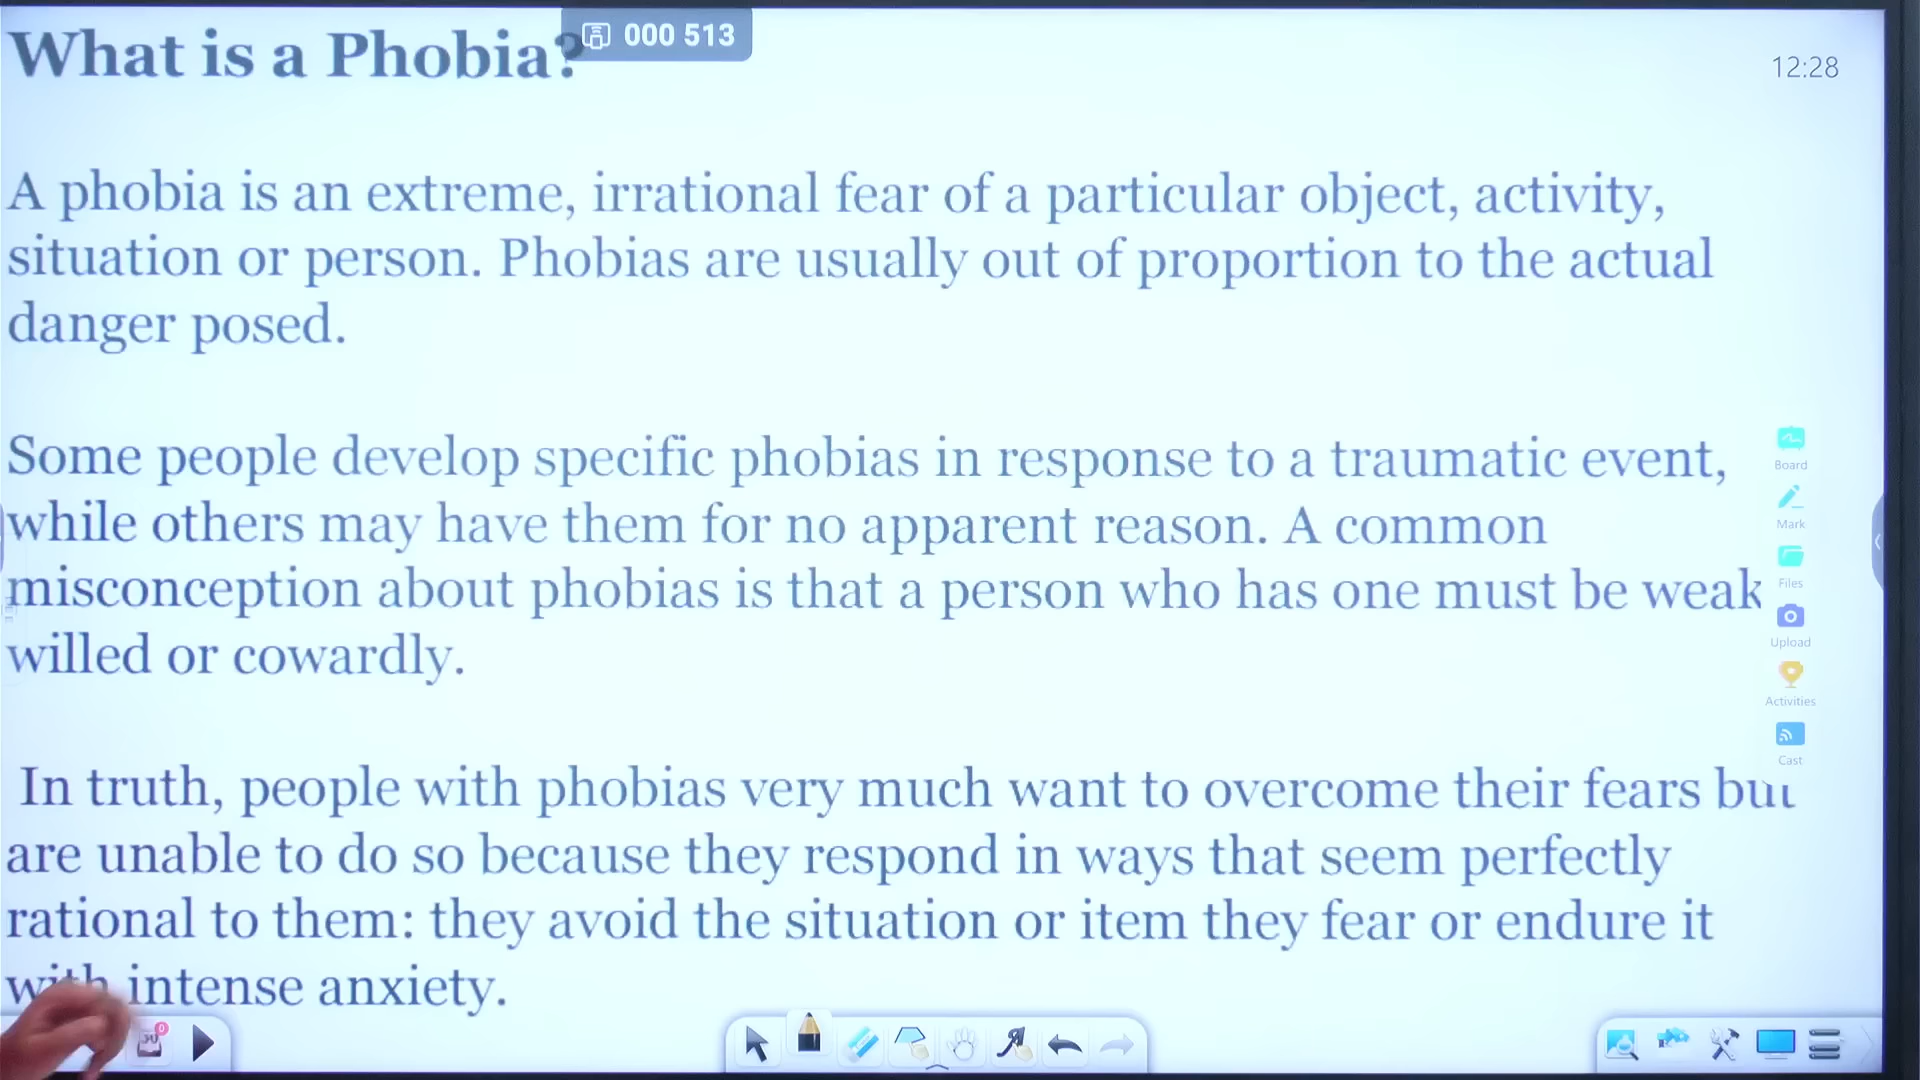 What is a Phobia?
000 513
12:28
A phobia is an extreme, irrational fear of a particular object, activity,
situation or person. Phobias are usually out of proportion to the actual
danger posed.
Some people develop specific phobias in response to a traumatic event,
while others may have them for no apparent reason. A common
misconception about phobias is that a person who has one must be weak
willed or cowardly.
In truth, people with phobias very much want to overcome their fears but
are unable to do so because they respond in ways that seem perfectly
rational to them: they avoid the situation or item they fear or endure it
with intense anxiety.
Board
Mark
Files
Upload
Activities
Cast
30
0